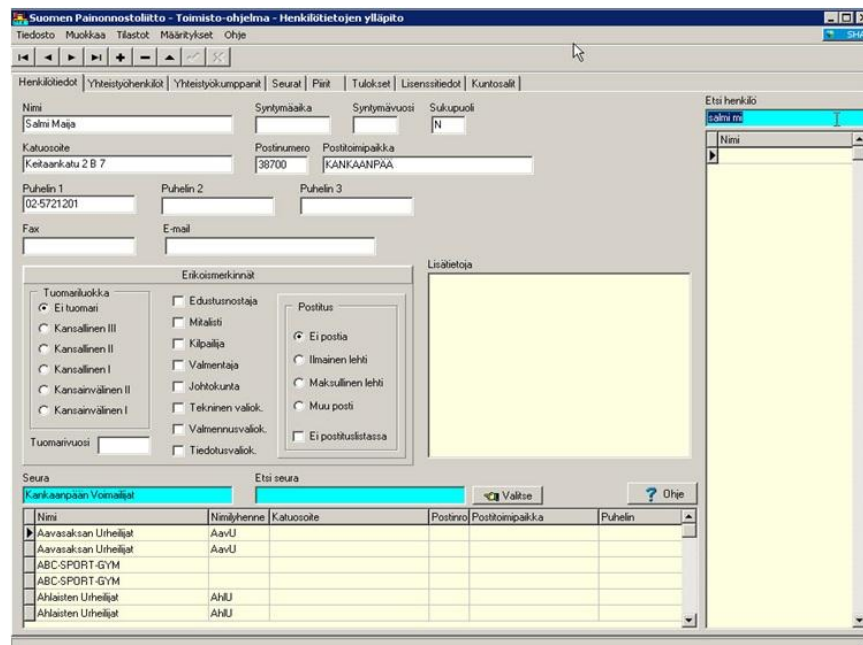 Suomen Painonnostoliitto - Toimisto-ohjelma - Henkilötietojen ylläpito
Tiedosto Muokkaa Tilastot Määritykset Ohje
SHA
Henkilötiedot Yhteistyöhenkilöt Yhteistyökumppanit Seurat Piirit Tulokset Lisenssitiedot Kuntosalit
Nimi Syntymäaika Syntymävuosi Sukupuoli
Salmi Maija N
Katuosoite Postinumero Postitoimipaikka
Keitaankatu 2 B 7 38700 KANKAANPÄÄ
Puhelin 1 Puhelin 2 Puhelin 3
02-5721201
Fax E-mail
Erikoismerkinnät
Tuomariluokka
Ei tuomari
Kansallinen III
Kansallinen II
Kansallinen I
Kansainvälinen II
Kansainvälinen I
Tuomarivuosi
Edustusnostaja
Mitalisti
Kilpailija
Valmentaja
Johtokunta
Tekninen valiok.
Valmennusvaliok.
Tiedotusvaliok.
Postitus
Ei postia
Ilmainen lehti
Maksullinen lehti
Muu posti
Ei postituslistassa
Lisätietoja
Etsi henkilö
salmi mi
Nimi
Seura Etsi seura
Kankaanpään Voimailijat Valitse ? Ohje
Nimi Nimilyhenne Katuosoite Postinro Postitoimipaikka Puhelin
Aavasaksan Urheilijat AavU
Aavasaksan Urheilijat AavU
ABC-SPORT-GYM
ABC-SPORT-GYM
Ahlaisten Urheilijat AhlU
Ahlaisten Urheilijat AhlU